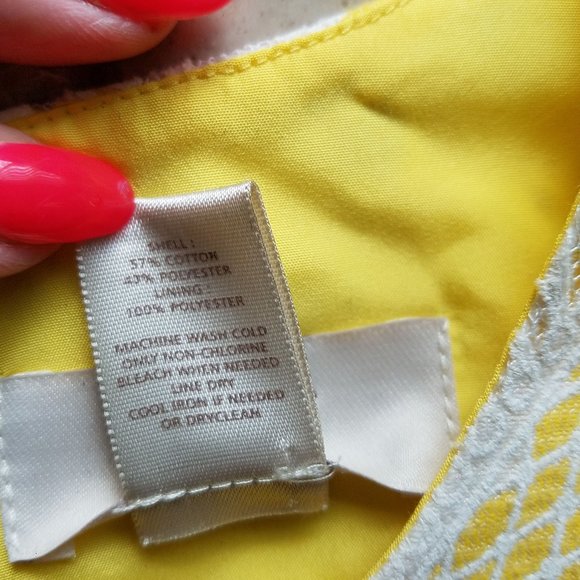 SHELL :
57% COTTON
43% POLYESTER
LINING :
100% POLYESTER
MACHINE WASH COLD
ONLY NON-CHLORINE
BLEACH WHEN NEEDED
LINE DRY
COOL IRON IF NEEDED
OR DRYCLEAN